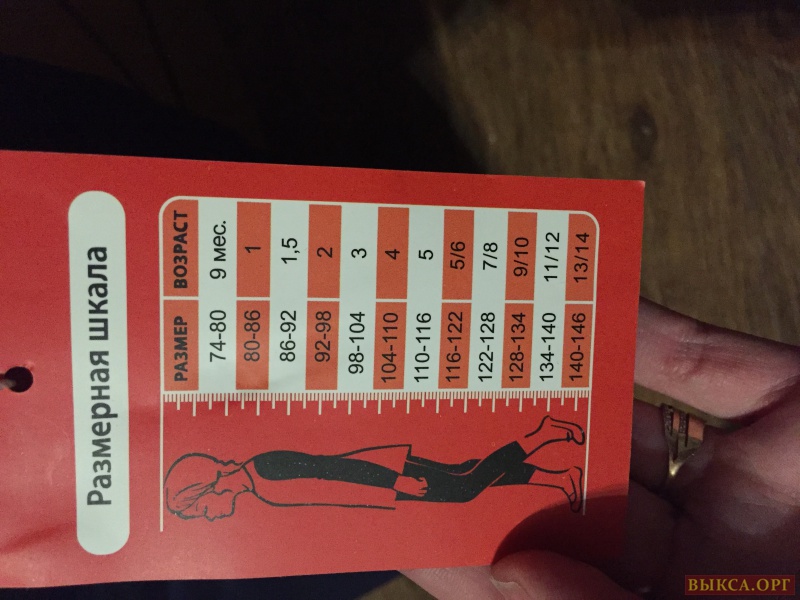 Размерная шкала
РАЗМЕР ВОЗРАСТ
74-80 9 мес.
80-86 1
86-92 1,5
92-98 2
98-104 3
104-110 4
110-116 5
116-122 5/6
122-128 7/8
128-134 9/10
134-140 11/12
140-146 13/14
ВЫКСА.ОРГ